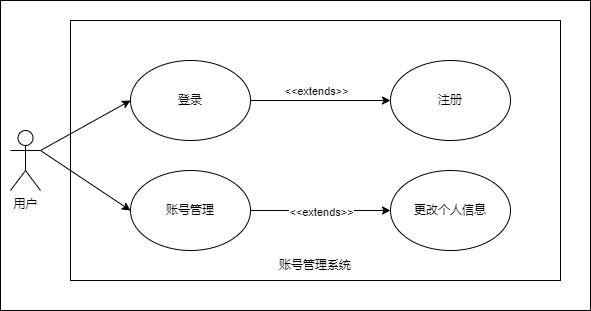 <<extends>>
登录
注册
用户
账号管理
<<extends>>
更改个人信息
账号管理系统